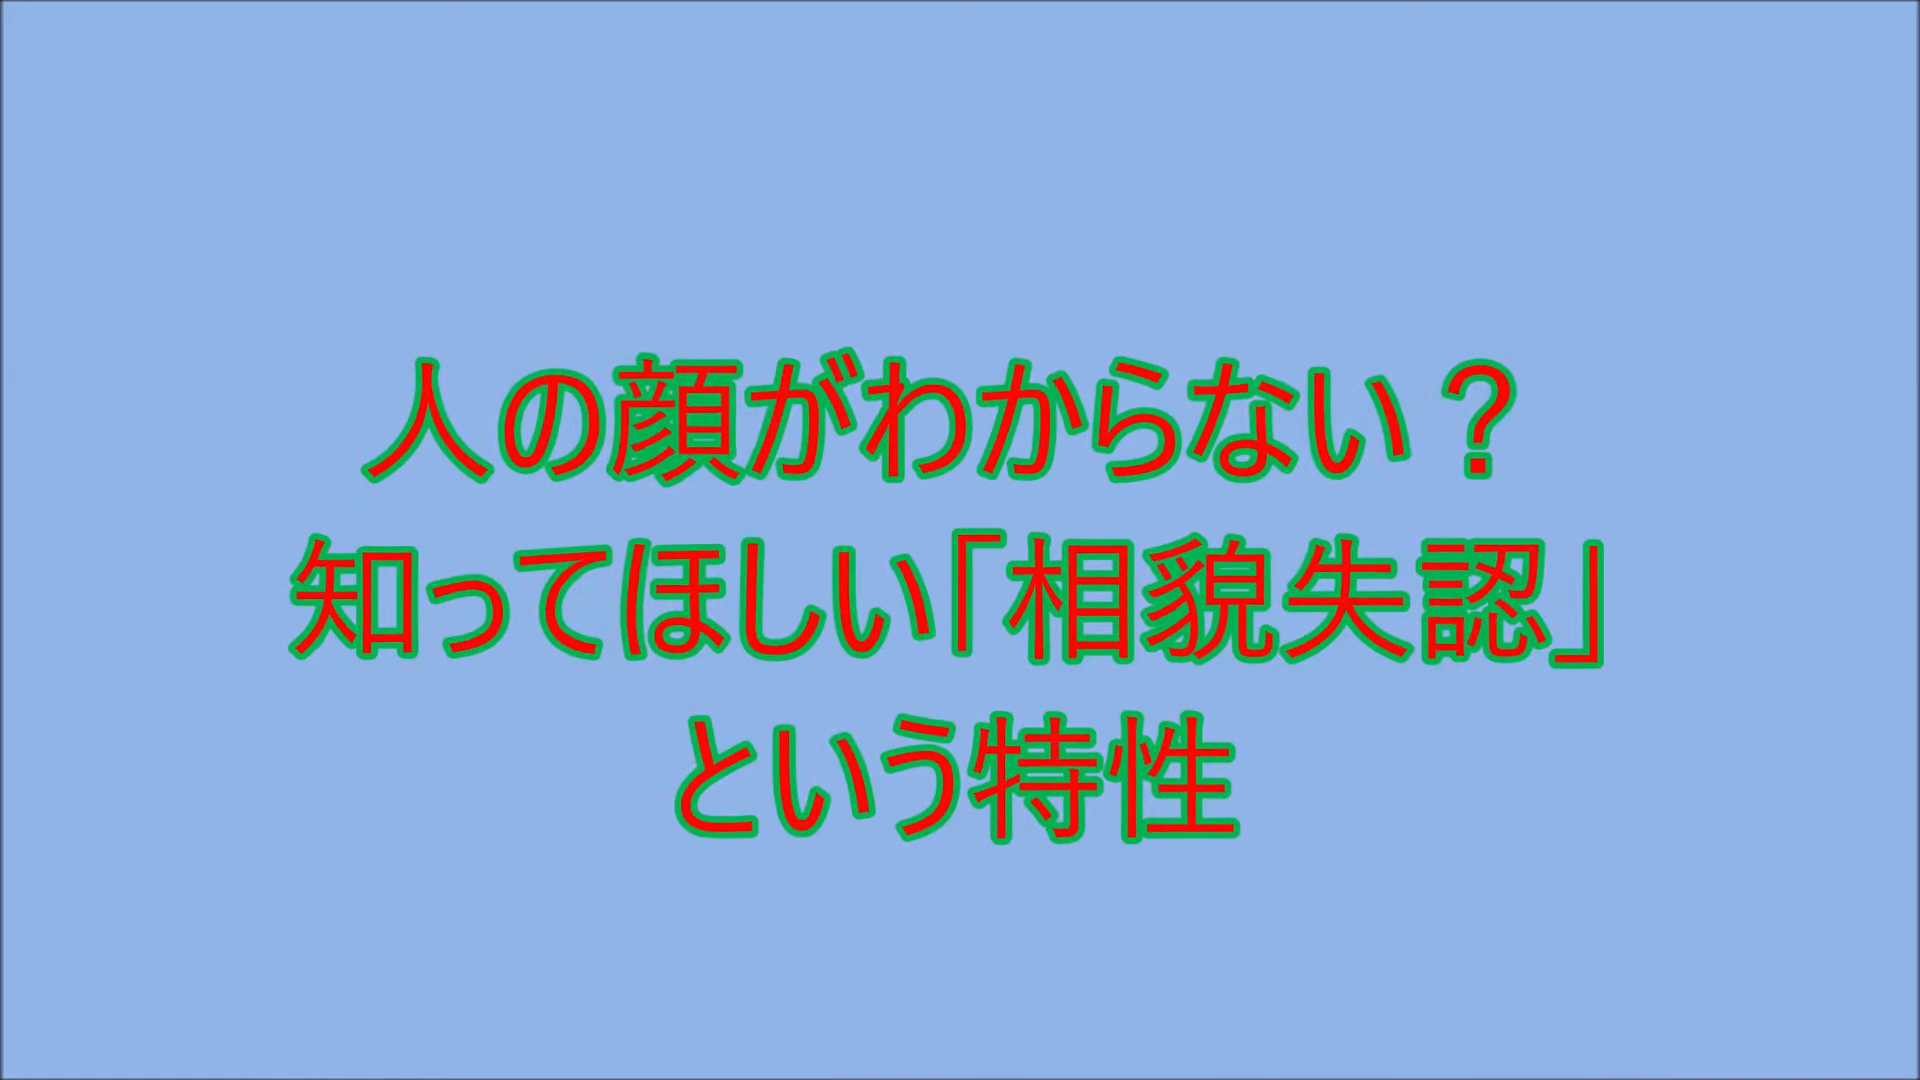 人の顔がわからない？
知ってほしい「相貌失認」
という特性